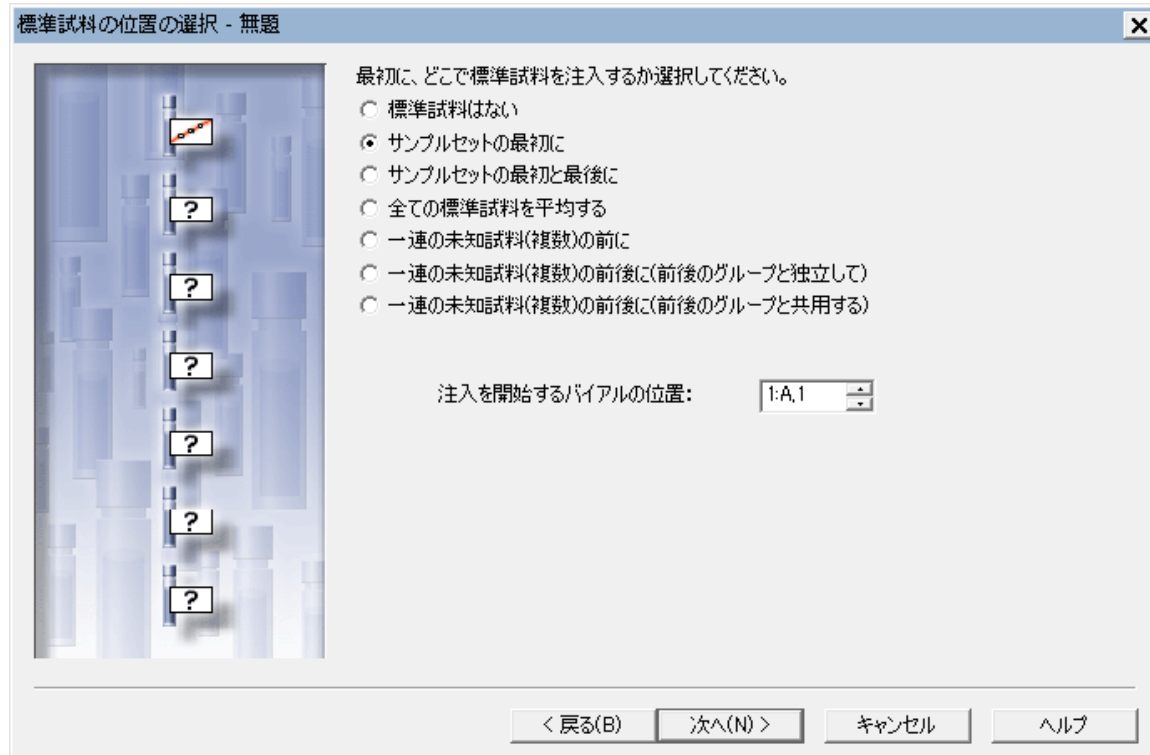 標準試料の位置の選択 - 無題
最初に、どこで標準試料を注入するか選択してください。
標準試料はない
サンプルセットの最初に
サンプルセットの最初と最後に
全ての標準試料を平均する
一連の未知試料(複数)の前に
一連の未知試料(複数)の前後に(前後のグループと独立して)
一連の未知試料(複数)の前後に(前後のグループと共用する)
注入を開始するバイアルの位置: 1:A,1
?
?
?
?
?
?
< 戻る(B) 次へ(N) > キャンセル ヘルプ